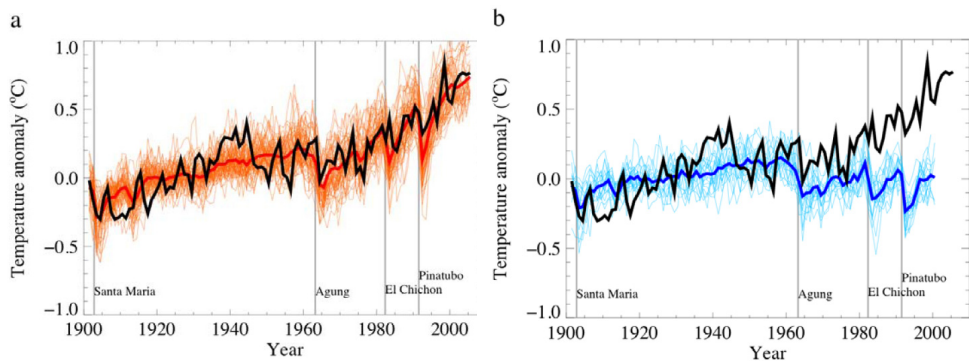 a
Temperature anomaly (°C)
1.0
0.5
0.0
−0.5
−1.0
Santa Maria
Agung
El Chichon
Pinatubo
1900 1920 1940 1960 1980 2000
Year
b
Temperature anomaly (°C)
1.0
0.5
0.0
−0.5
−1.0
Santa Maria
Agung
El Chichon
Pinatubo
1900 1920 1940 1960 1980 2000
Year